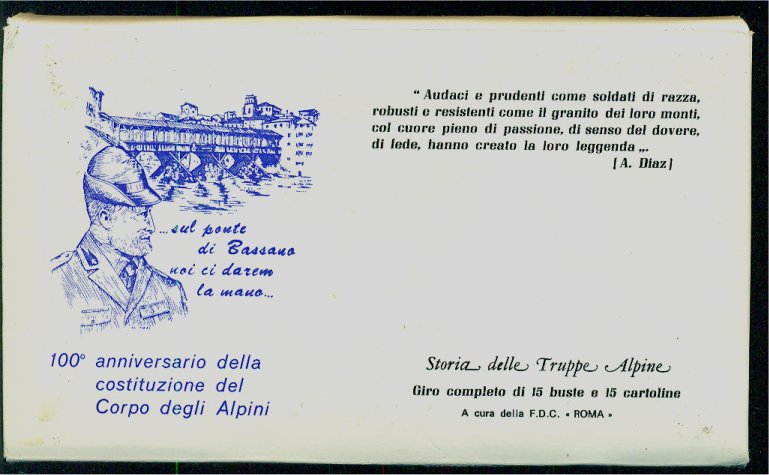 ...sul ponte
di Bassano
noi ci darem
la mano...
100° anniversario della
costituzione del
Corpo degli Alpini
“ Audaci e prudenti come soldati di razza,
robusti e resistenti come il granito dei loro monti,
col cuore pieno di passione, di senso del dovere,
di fede, hanno creato la loro leggenda „.
( A. Diaz)
Storia delle Truppe Alpine
Giro completo di 15 buste e 15 cartoline
A cura della F.D.C. « ROMA »